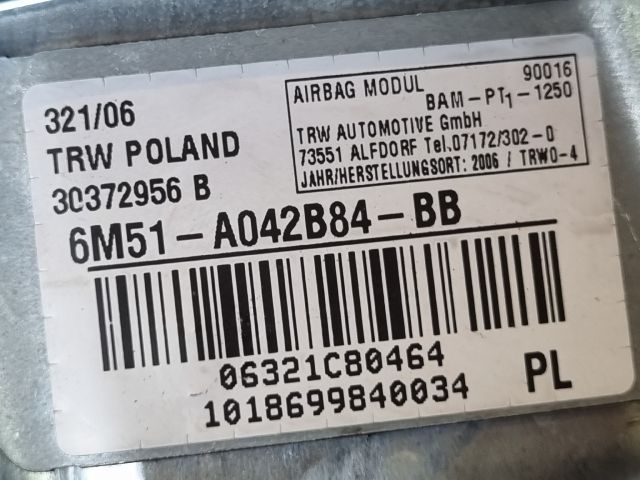 321/06
TRW POLAND
30372956 B
AIRBAG MODUL 90016
BAM-PT1-1250
TRW AUTOMOTIVE GmbH
73551 ALFDORF Tel.07172/302-0
JAHR/HERSTELLUNGSORT: 2006 / TRWO-4
6M51-A042B84-BB
06321C80464
1018699840034
PL